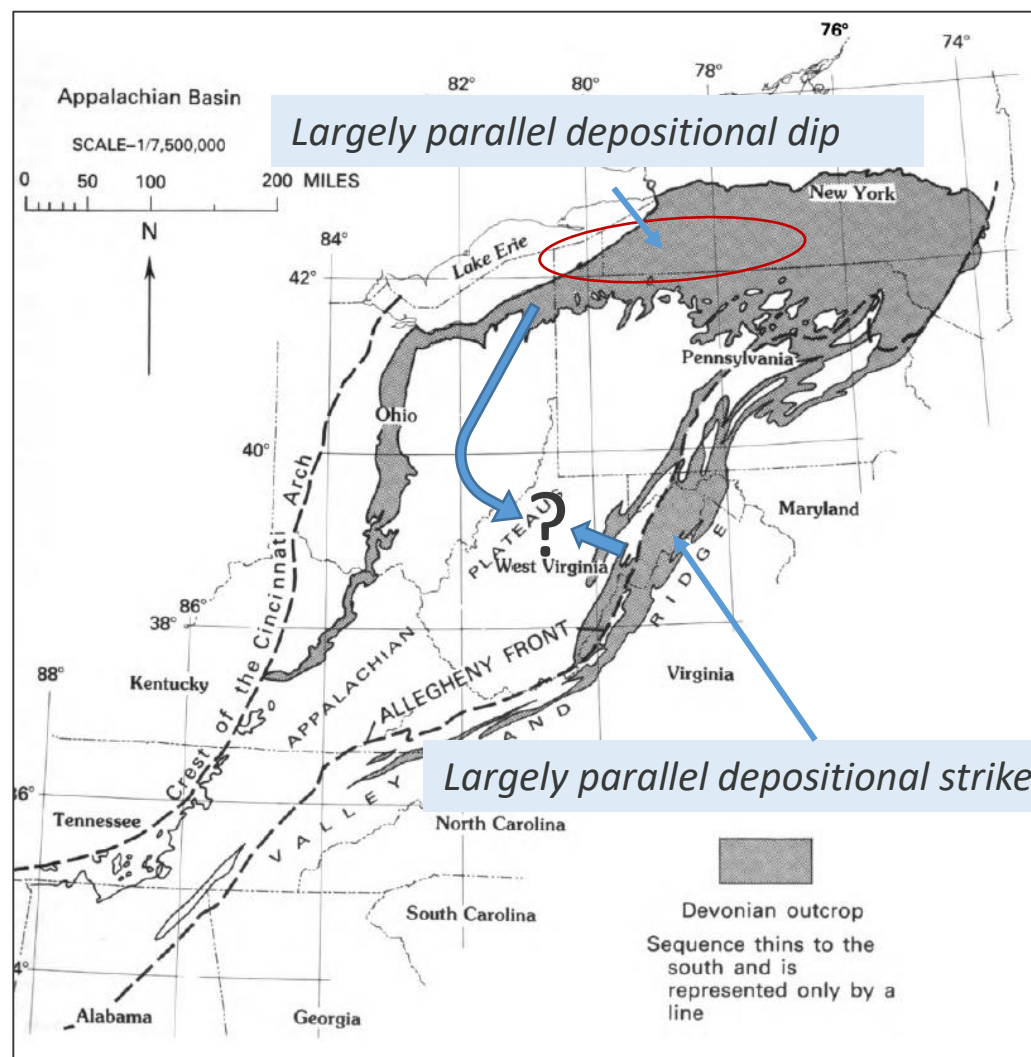 76°
74°
82°
80°
78°
Appalachian Basin
SCALE–1/7,500,000
Largely parallel depositional dip
0 50 100 200 MILES
New York
N
84°
Lake Erie
42°
Pennsylvania
Ohio
40°
Maryland
?
PLATEAUS
West Virginia
Crest of the Cincinnati Arch
86°
38°
88°
Kentucky
APPALACHIAN
ALLEGHENY FRONT
Virginia
VALLEY AND RIDGE
Largely parallel depositional strike
36°
Tennessee
North Carolina
South Carolina
Devonian outcrop
Sequence thins to the
south and is
represented only by a
line
4°
Alabama
Georgia